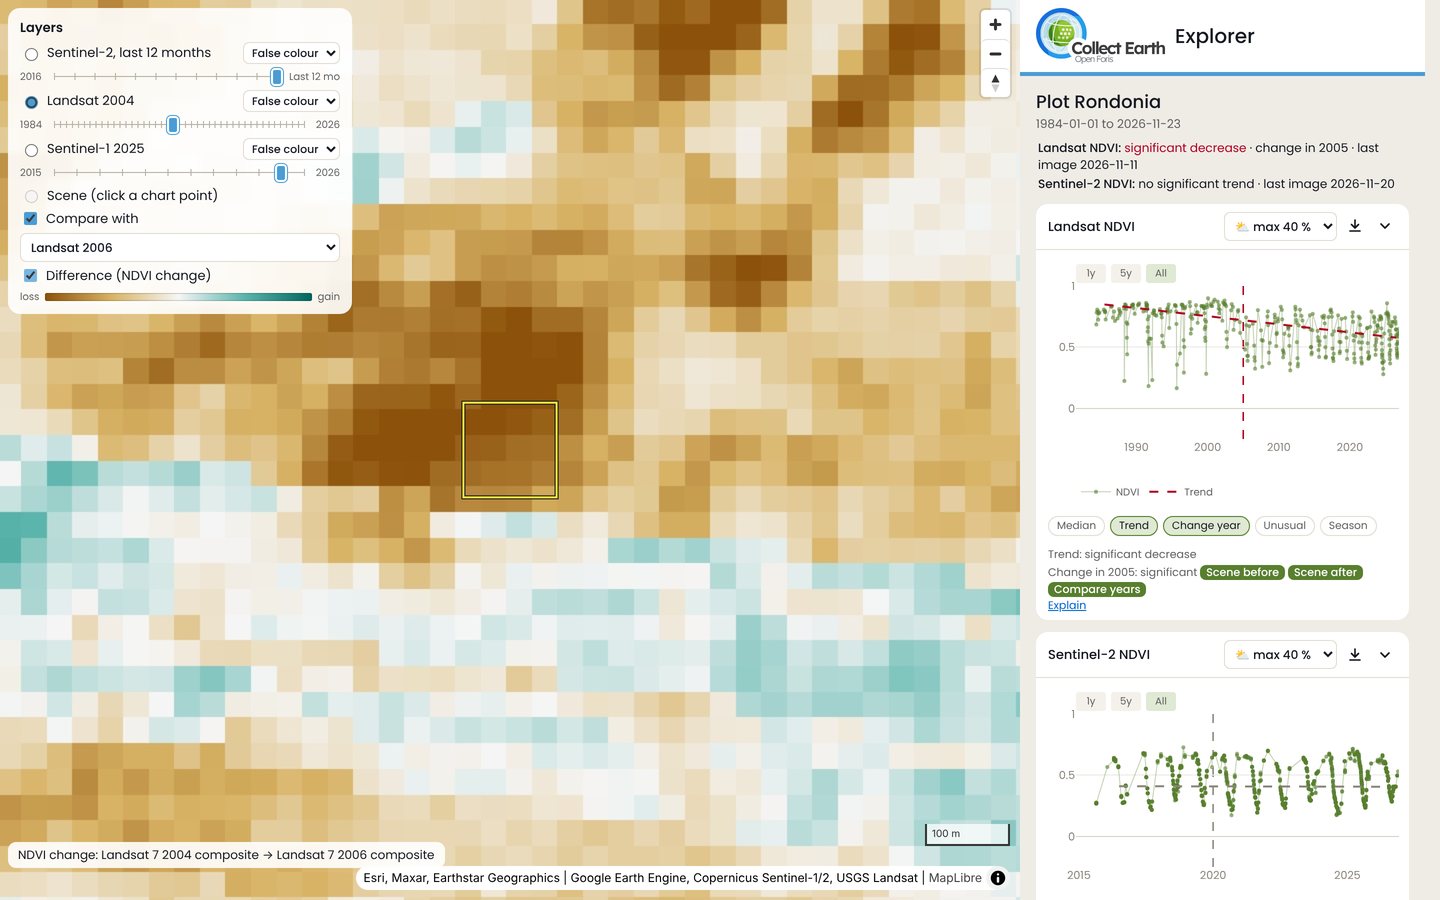 Layers
Sentinel-2, last 12 months
False colour
2016
Last 12 mo
Landsat 2004
False colour
1984
2026
Sentinel-1 2025
False colour
2015
2026
Scene (click a chart point)
Compare with
Landsat 2006
Difference (NDVI change)
loss
gain
100 m
NDVI change: Landsat 7 2004 composite → Landsat 7 2006 composite
Esri, Maxar, Earthstar Geographics | Google Earth Engine, Copernicus Sentinel-1/2, USGS Landsat | MapLibre
Collect Earth
Open Foris
Explorer
Plot Rondonia
1984-01-01 to 2026-11-23
Landsat NDVI: significant decrease · change in 2005 · last
image 2026-11-11
Sentinel-2 NDVI: no significant trend · last image 2026-11-20
Landsat NDVI
⛅ max 40 %
1y
5y
All
1
0.5
0
1990
2000
2010
2020
NDVI
Trend
Median
Trend
Change year
Unusual
Season
Trend: significant decrease
Change in 2005: significant Scene before Scene after
Compare years
Explain
Sentinel-2 NDVI
⛅ max 40 %
1y
5y
All
1
0.5
0
2015
2020
2025